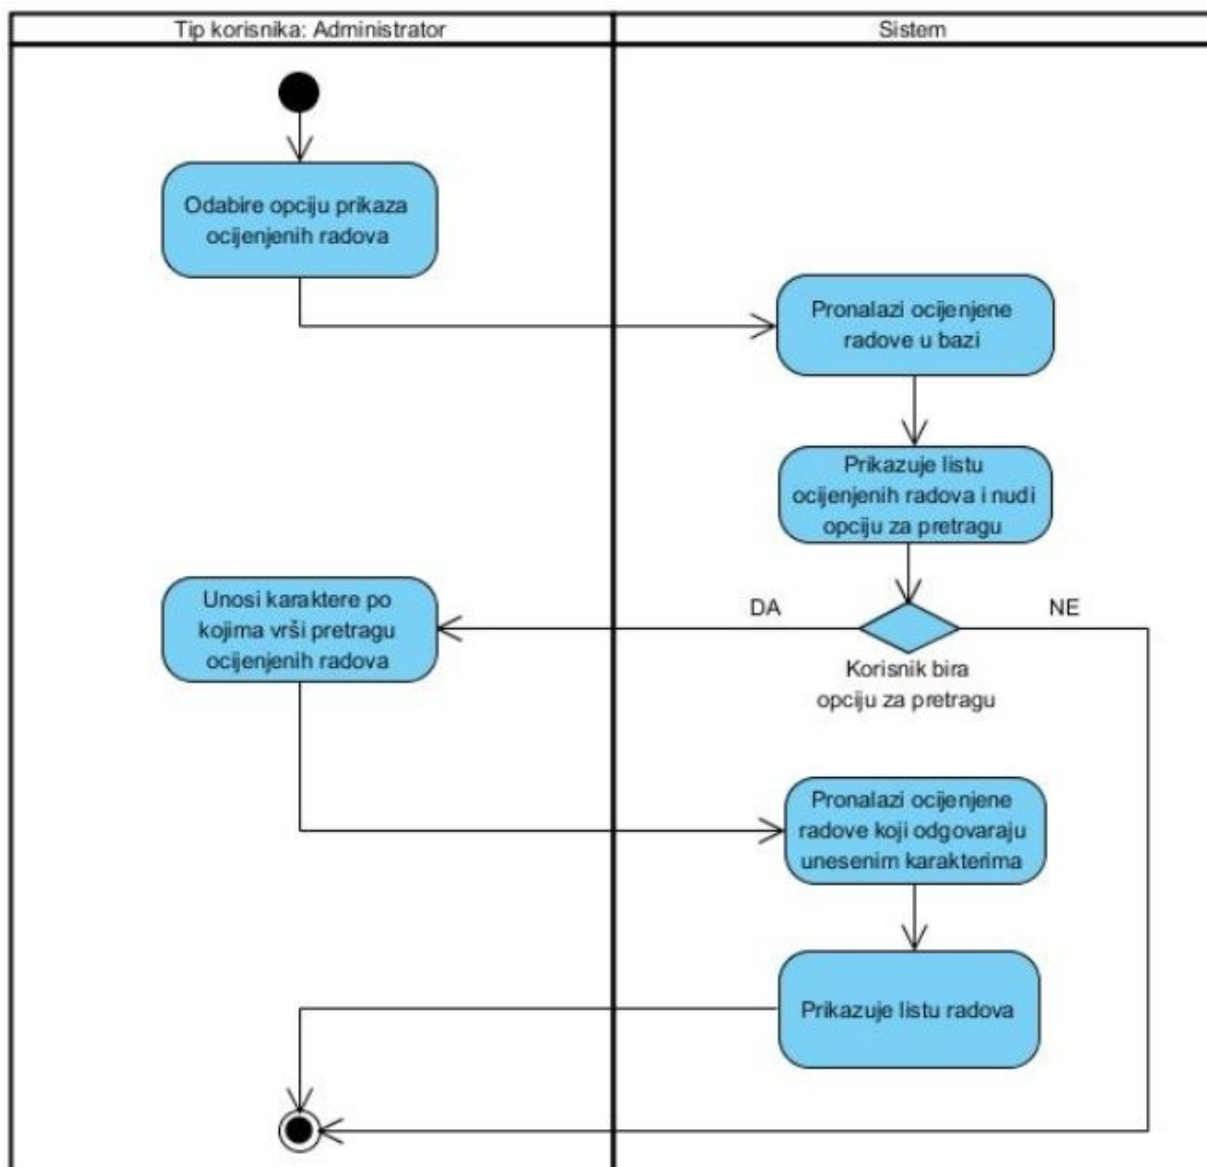 Tip korisnika: Administrator
Sistem
Odabire opciju prikaza
ocijenjenih radova
Pronalazi ocijenjene
radove u bazi
Prikazuje listu
ocijenjenih radova i nudi
opciju za pretragu
DA
NE
Korisnik bira
opciju za pretragu
Unosi karaktere po
kojima vrši pretragu
ocijenjenih radova
Pronalazi ocijenjene
radove koji odgovaraju
unesenim karakterima
Prikazuje listu radova